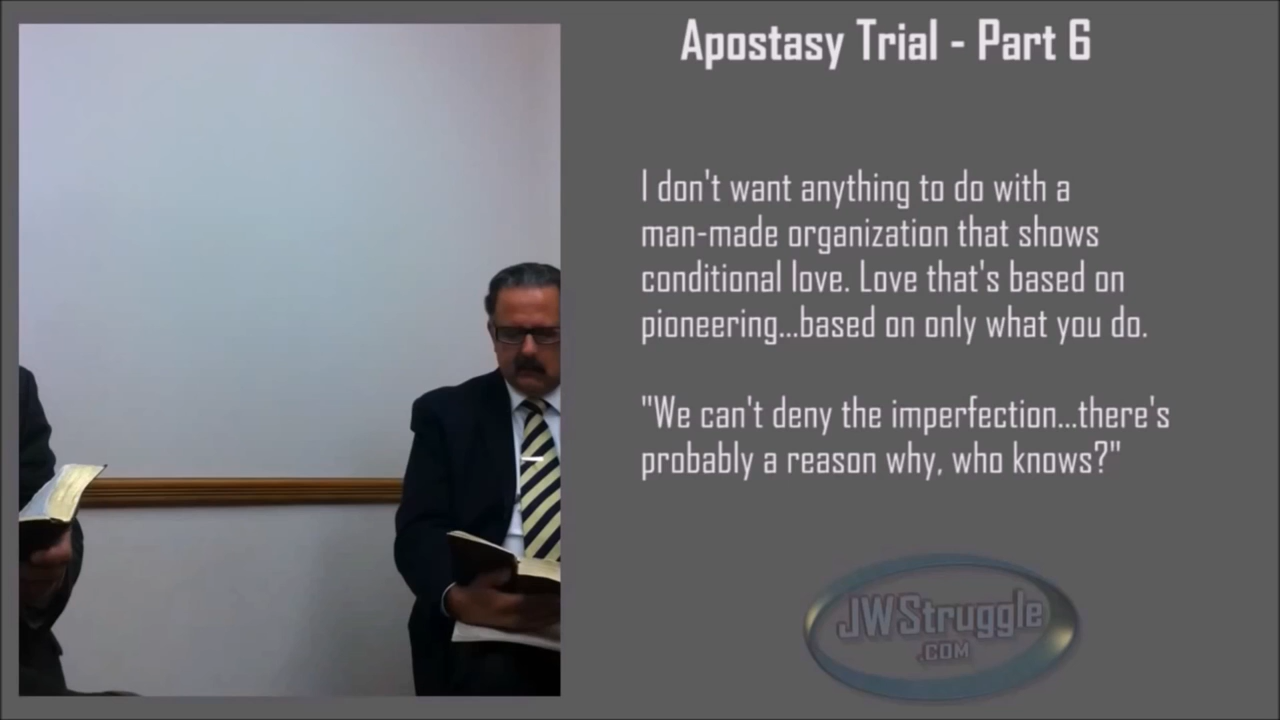 Apostasy Trial - Part 6
I don't want anything to do with a
man-made organization that shows
conditional love. Love that's based on
pioneering...based on only what you do.
"We can't deny the imperfection...there's
probably a reason why, who knows?"
JWStruggle
.COM